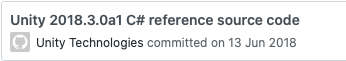 Unity 2018.3.0a1 C# reference source code
Unity Technologies committed on 13 Jun 2018